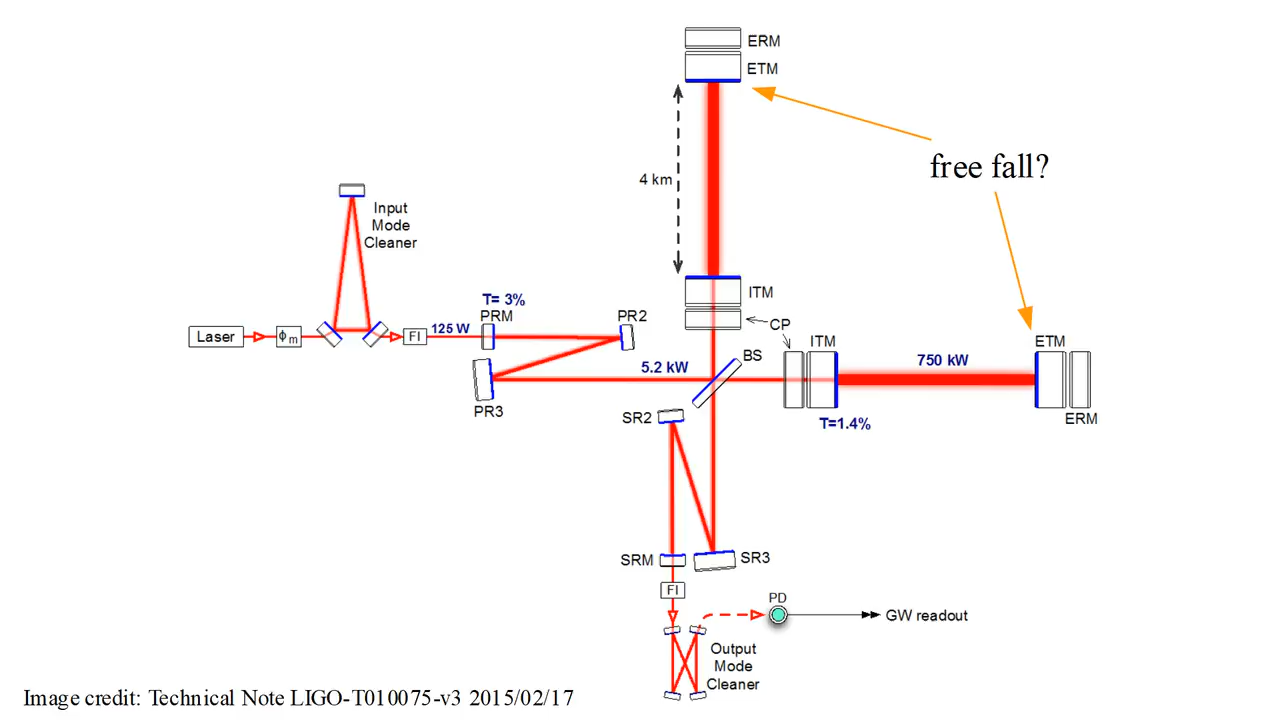 ERM
ETM
free fall?
4 km
Input
Mode
Cleaner
ITM
T= 3%
PRM
PR2
CP
Laser
ϕm
FI
125 W
ITM
ETM
BS
5.2 kW
750 kW
PR3
SR2
T=1.4%
ERM
SRM
SR3
FI
PD
GW readout
Output
Mode
Cleaner
Image credit: Technical Note LIGO-T010075-v3 2015/02/17